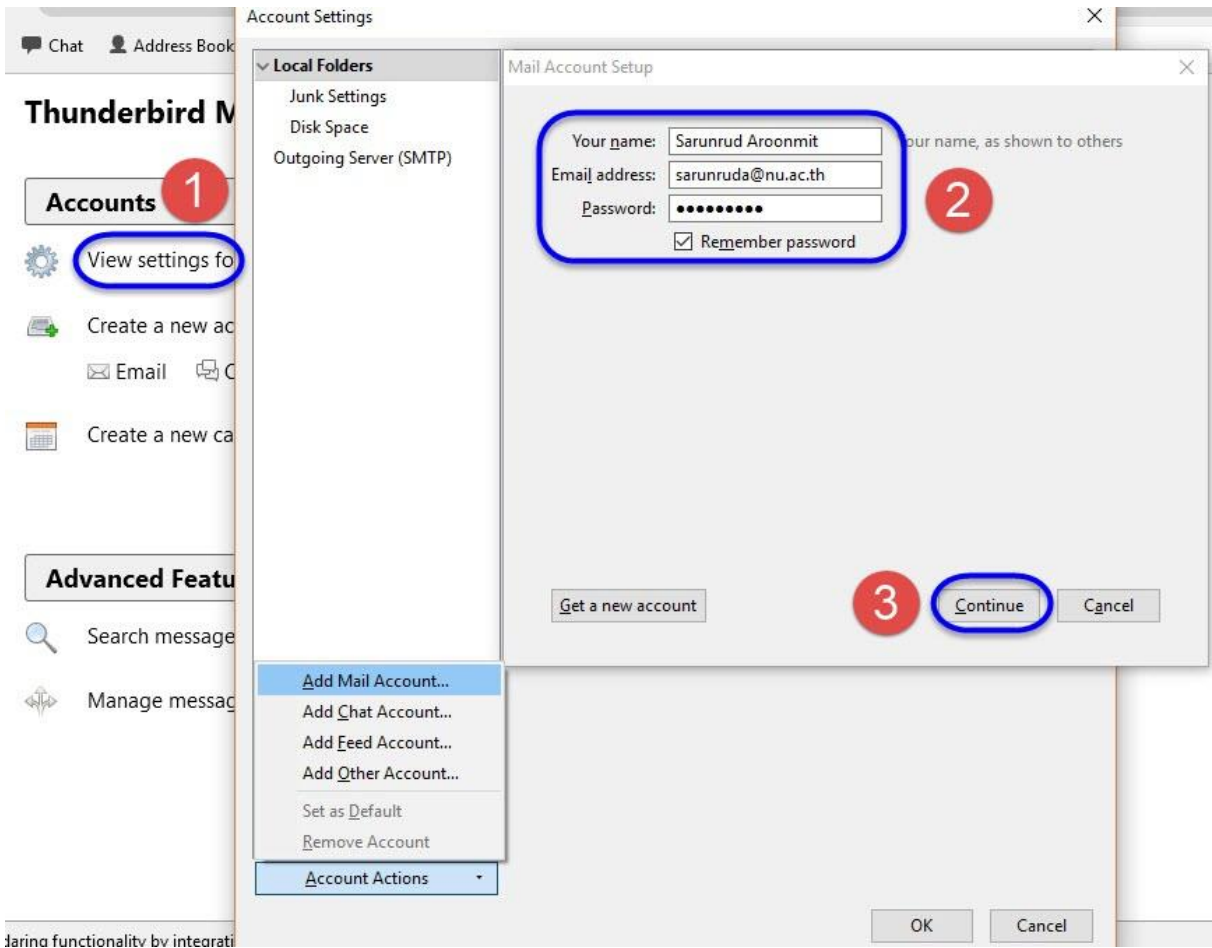 Account Settings
Chat Address Book
Thunderbird M
Accounts 1
View settings fo
Create a new ac
Email C
Create a new ca
Advanced Featu
Search message
Manage messag
Local Folders
Junk Settings
Disk Space
Outgoing Server (SMTP)
Mail Account Setup
Your name: Sarunrud Aroonmit Your name, as shown to others
Email address: sarunruda@nu.ac.th
2
Password: •••••••••
Remember password
Get a new account 3 Continue Cancel
Add Mail Account...
Add Chat Account...
Add Feed Account...
Add Other Account...
Set as Default
Remove Account
Account Actions
OK Cancel
daring functionality by integrati